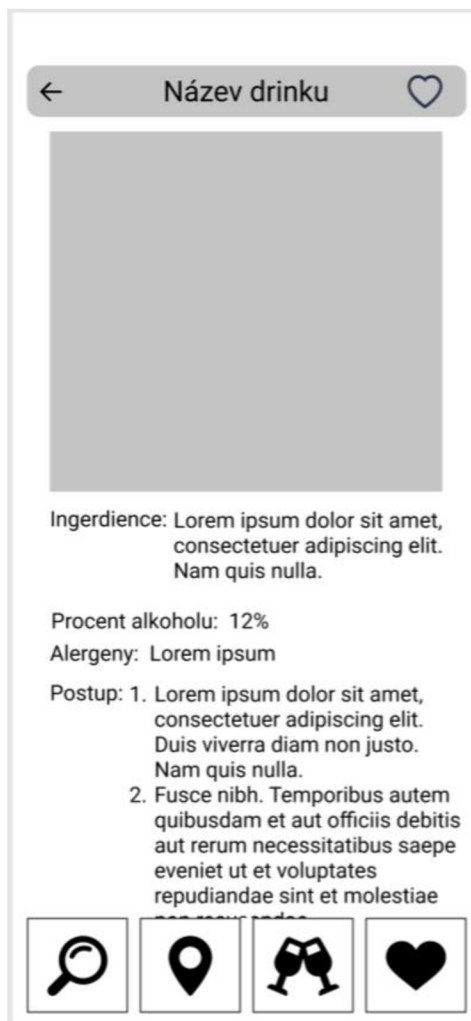 Název drinku
Ingerdience: Lorem ipsum dolor sit amet,
consectetuer adipiscing elit.
Nam quis nulla.
Procent alkoholu: 12%
Alergeny: Lorem ipsum
Postup: 1. Lorem ipsum dolor sit amet,
consectetuer adipiscing elit.
Duis viverra diam non justo.
Nam quis nulla.
2. Fusce nibh. Temporibus autem
quibusdam et aut officiis debitis
aut rerum necessitatibus saepe
eveniet ut et voluptates
repudiandae sint et molestiae